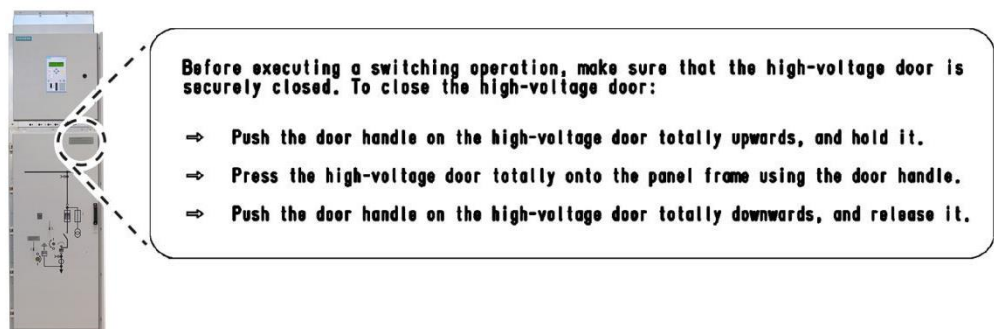 SIEMENS
Before executing a switching operation, make sure that the high-voltage door is
securely closed. To close the high-voltage door:
⇒ Push the door handle on the high-voltage door totally upwards, and hold it.
⇒ Press the high-voltage door totally onto the panel frame using the door handle.
⇒ Push the door handle on the high-voltage door totally downwards, and release it.